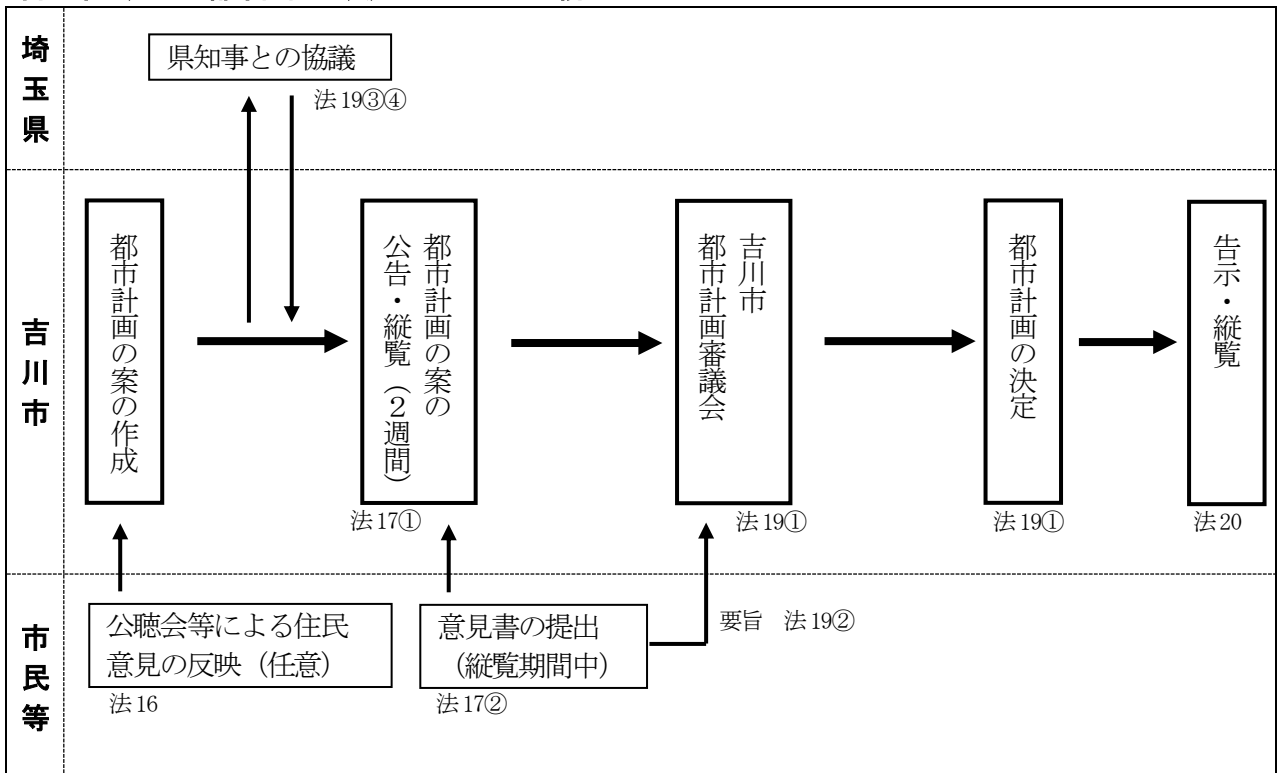 埼玉県
県知事との協議
法19③④
吉川市
都市計画の案の作成
都市計画の案の
公告・縦覧（２週間）
法17①
吉川市
都市計画審議会
法19①
都市計画の決定
法19①
告示・縦覧
法20
市民等
公聴会等による住民
意見の反映（任意）
法16
意見書の提出
（縦覧期間中）
法17②
要旨　法19②